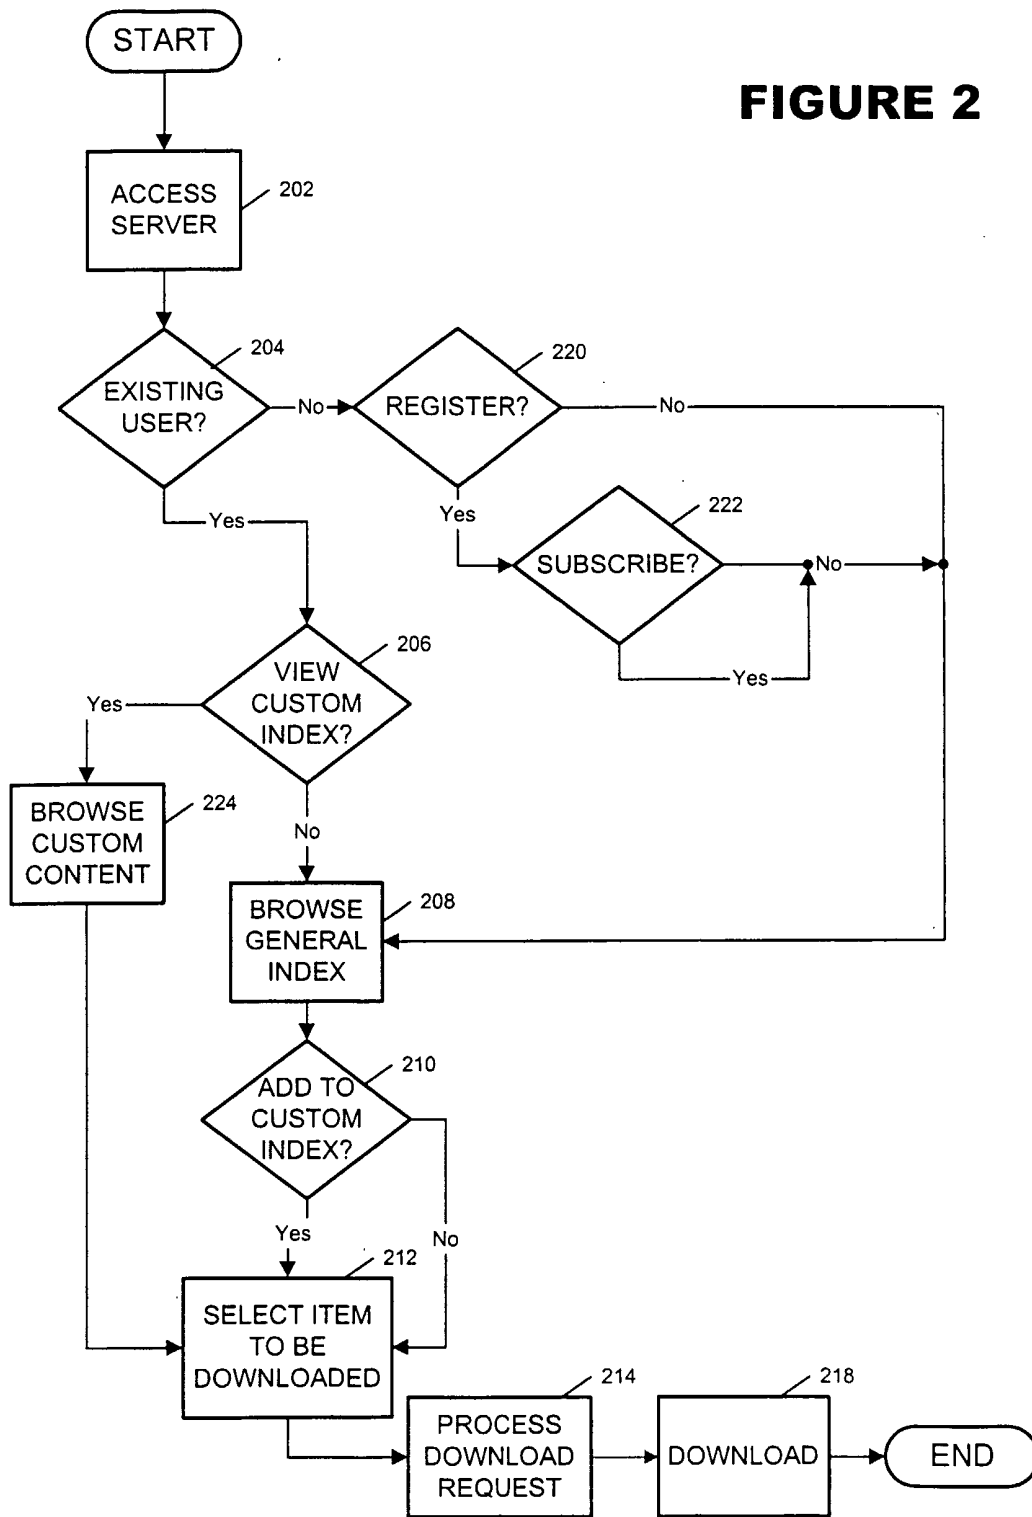 START
FIGURE 2
ACCESS
SERVER
202
204
EXISTING
USER?
No
220
REGISTER?
No
Yes
Yes
222
SUBSCRIBE?
No
Yes
206
VIEW
CUSTOM
INDEX?
Yes
BROWSE
CUSTOM
CONTENT
224
No
BROWSE
GENERAL
INDEX
208
210
ADD TO
CUSTOM
INDEX?
Yes
No
212
SELECT ITEM
TO BE
DOWNLOADED
214
PROCESS
DOWNLOAD
REQUEST
218
DOWNLOAD
END